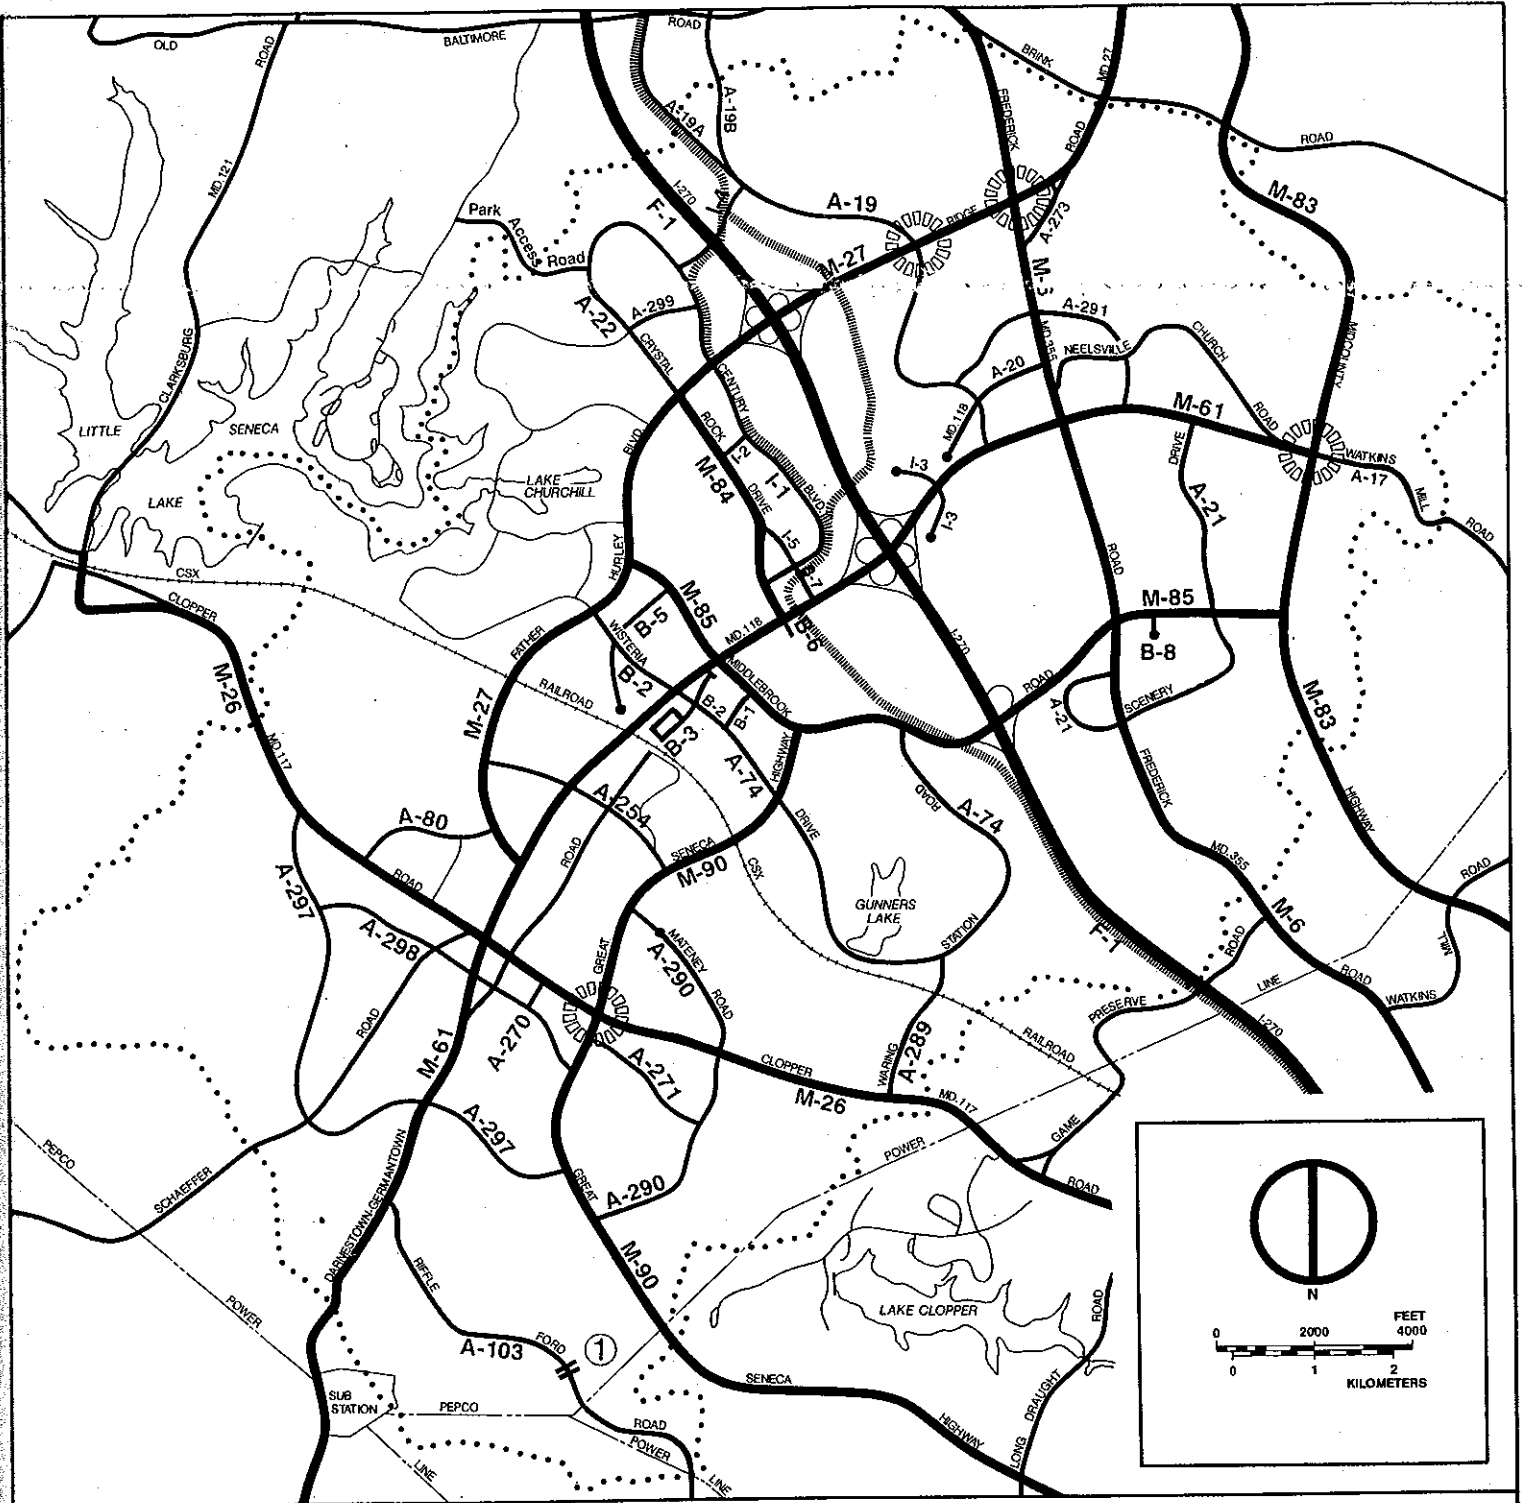 OLD
ROAD
BALTIMORE
ROAD
BRINK
MD.27
A-19B
A-19A
FREDERICK
ROAD
ROAD
MD.121
I-270
F-1
A-19
RIDGE
A-273
M-83
Park
Access
Road
M-27
M-3
A-22
A-299
CRYSTAL
A-291
MD.355
NEELSVILLE
CHURCH
MIDCOUNTY
CLARKSBURG
CENTURY
A-20
M-61
ROAD
LITTLE
SENECA
LAKE
BLVD.
ROCK
I-2
MD.118
DRIVE
WATKINS
A-17
MILL
ROAD
LAKE
CHURCHILL
M-84
I-1
DRIVE
BLVD.
I-3
I-3
A-21
I-5
HURLEY
ROAD
CSX
CLOPPER
M-85
B-7
M-85
B-5
WISTERIA
MD.118
B-6
I-270
B-8
FATHER
M-26
RAILROAD
B-2
MIDDLEBROOK
B-2
B-1
B-3
ROAD
A-21
SCENERY
M-83
M-27
MD.117
HIGHWAY
A-74
A-254
DRIVE
ROAD
A-74
FREDERICK
HIGHWAY
A-80
ROAD
SENECA
M-90
CSX
MD.355
ROAD
ROAD
A-297
A-298
GUNNERS
LAKE
M-6
GREAT
MATENEY
A-290
ROAD
STATION
F-1
ROAD
MILL
ROAD
LINE
ROAD
WATKINS
PRESERVE
I-270
M-61
A-270
A-271
RAILROAD
A-289
WARING
CLOPPER
M-26
MD.117
A-297
GAME
PEPCO
POWER
SCHAEFFER
DARNESTOWN-GERMANTOWN
GREAT
A-290
ROAD
M-90
RIFFLE
LAKE CLOPPER
ROAD
POWER
A-103
FORD
1
SENECA
DRAUGHT
SUB
STATION
PEPCO
ROAD
POWER
HIGHWAY
LONG
LINE
LINE
N
FEET
0 2000 4000
0 1 2
KILOMETERS